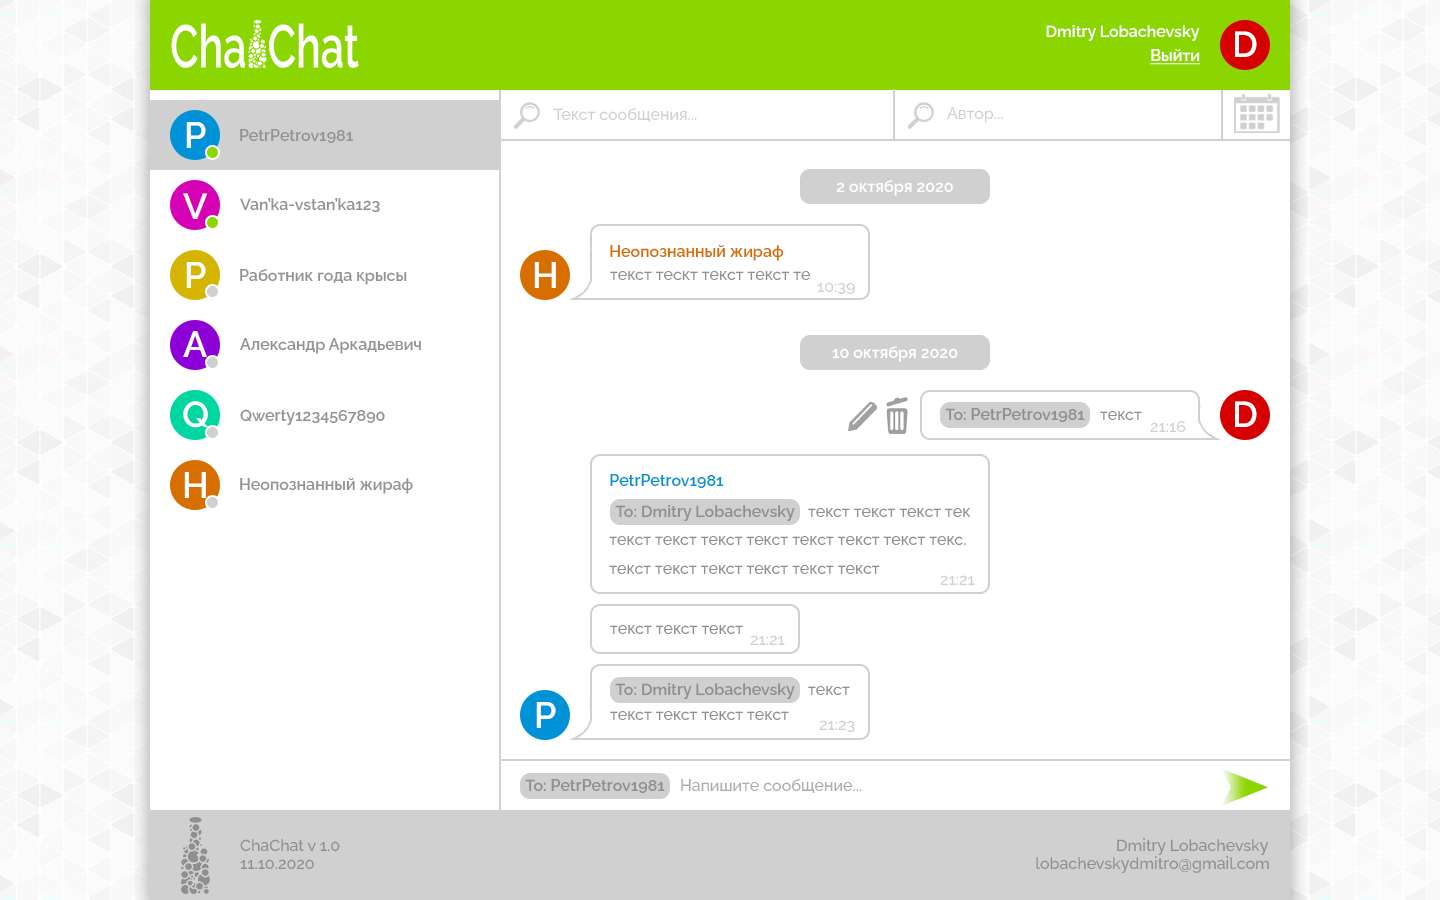 ChaChat
Dmitry Lobachevsky
Выйти
D
P
PetrPetrov1981
V
Van'ka-vstan'ka123
Р
Работник года крысы
А
Александр Аркадьевич
Q
Qwerty1234567890
Н
Неопознанный жираф
Текст сообщения...
Автор...
2 октября 2020
Н
Неопознанный жираф
текст тескт текст текст те
10:39
10 октября 2020
To: PetrPetrov1981 текст
21:16
D
PetrPetrov1981
To: Dmitry Lobachevsky текст текст текст тек
текст текст текст текст текст текст текст текс.
текст текст текст текст текст текст
21:21
текст текст текст
21:21
P
To: Dmitry Lobachevsky текст
текст текст текст текст
21:23
To: PetrPetrov1981 Напишите сообщение...
ChaChat v 1.0
11.10.2020
Dmitry Lobachevsky
lobachevskydmitro@gmail.com